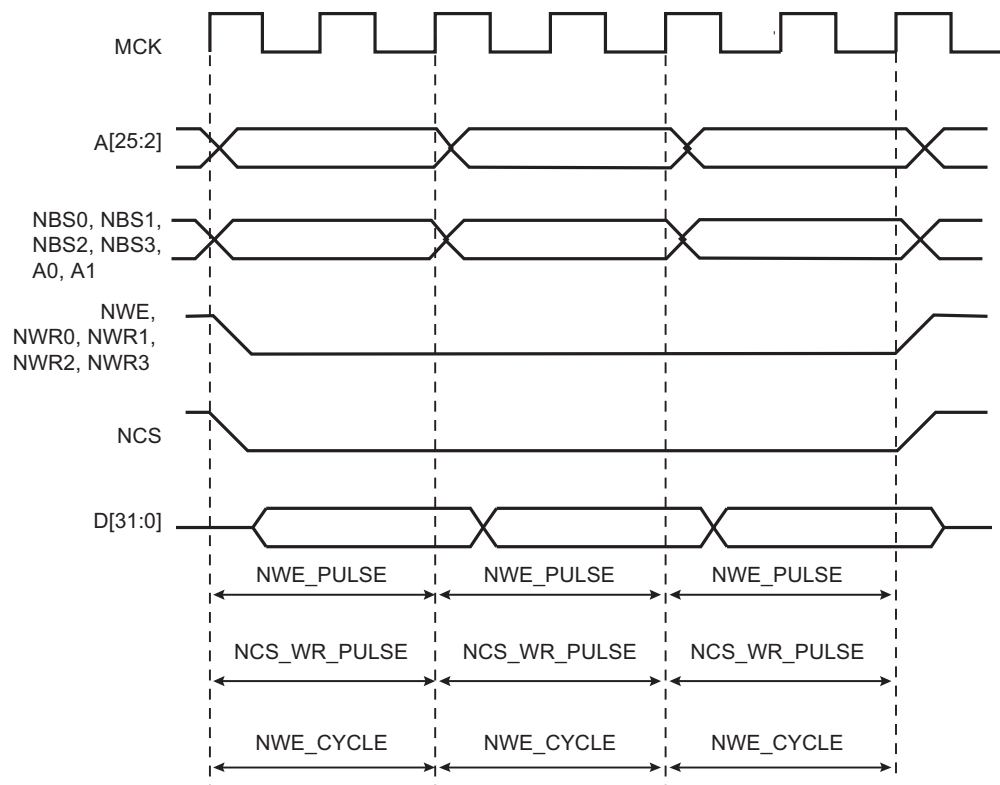 MCK
A[25:2]
NBS0, NBS1,
NBS2, NBS3,
A0, A1
NWE,
NWR0, NWR1,
NWR2, NWR3
NCS
D[31:0]
NWE_PULSE NWE_PULSE NWE_PULSE
NCS_WR_PULSE NCS_WR_PULSE NCS_WR_PULSE
NWE_CYCLE NWE_CYCLE NWE_CYCLE